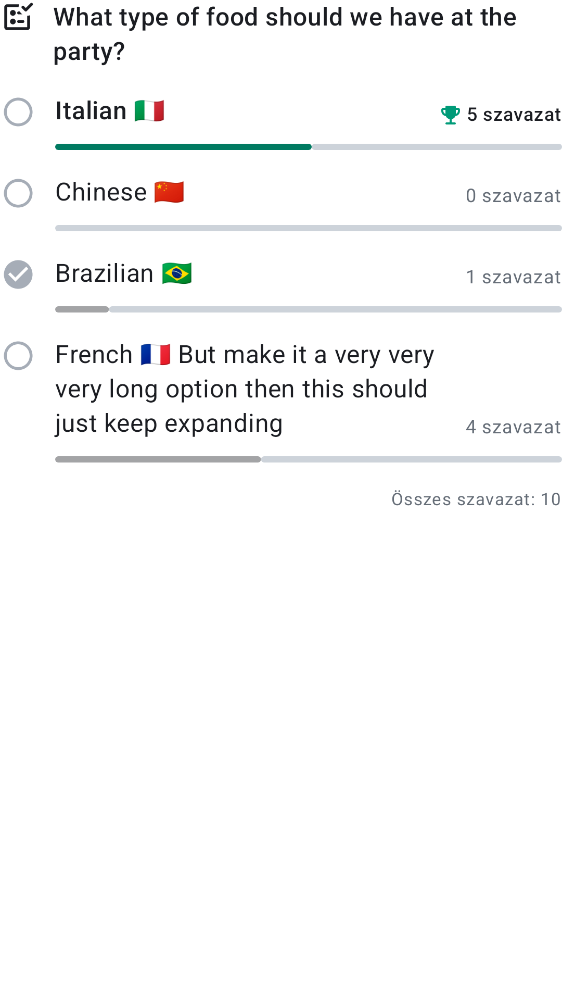 What type of food should we have at the
party?
Italian 🇮🇹
5 szavazat
Chinese 🇨🇳
0 szavazat
Brazilian 🇧🇷
1 szavazat
French 🇫🇷 But make it a very very
very long option then this should
just keep expanding
4 szavazat
Összes szavazat: 10